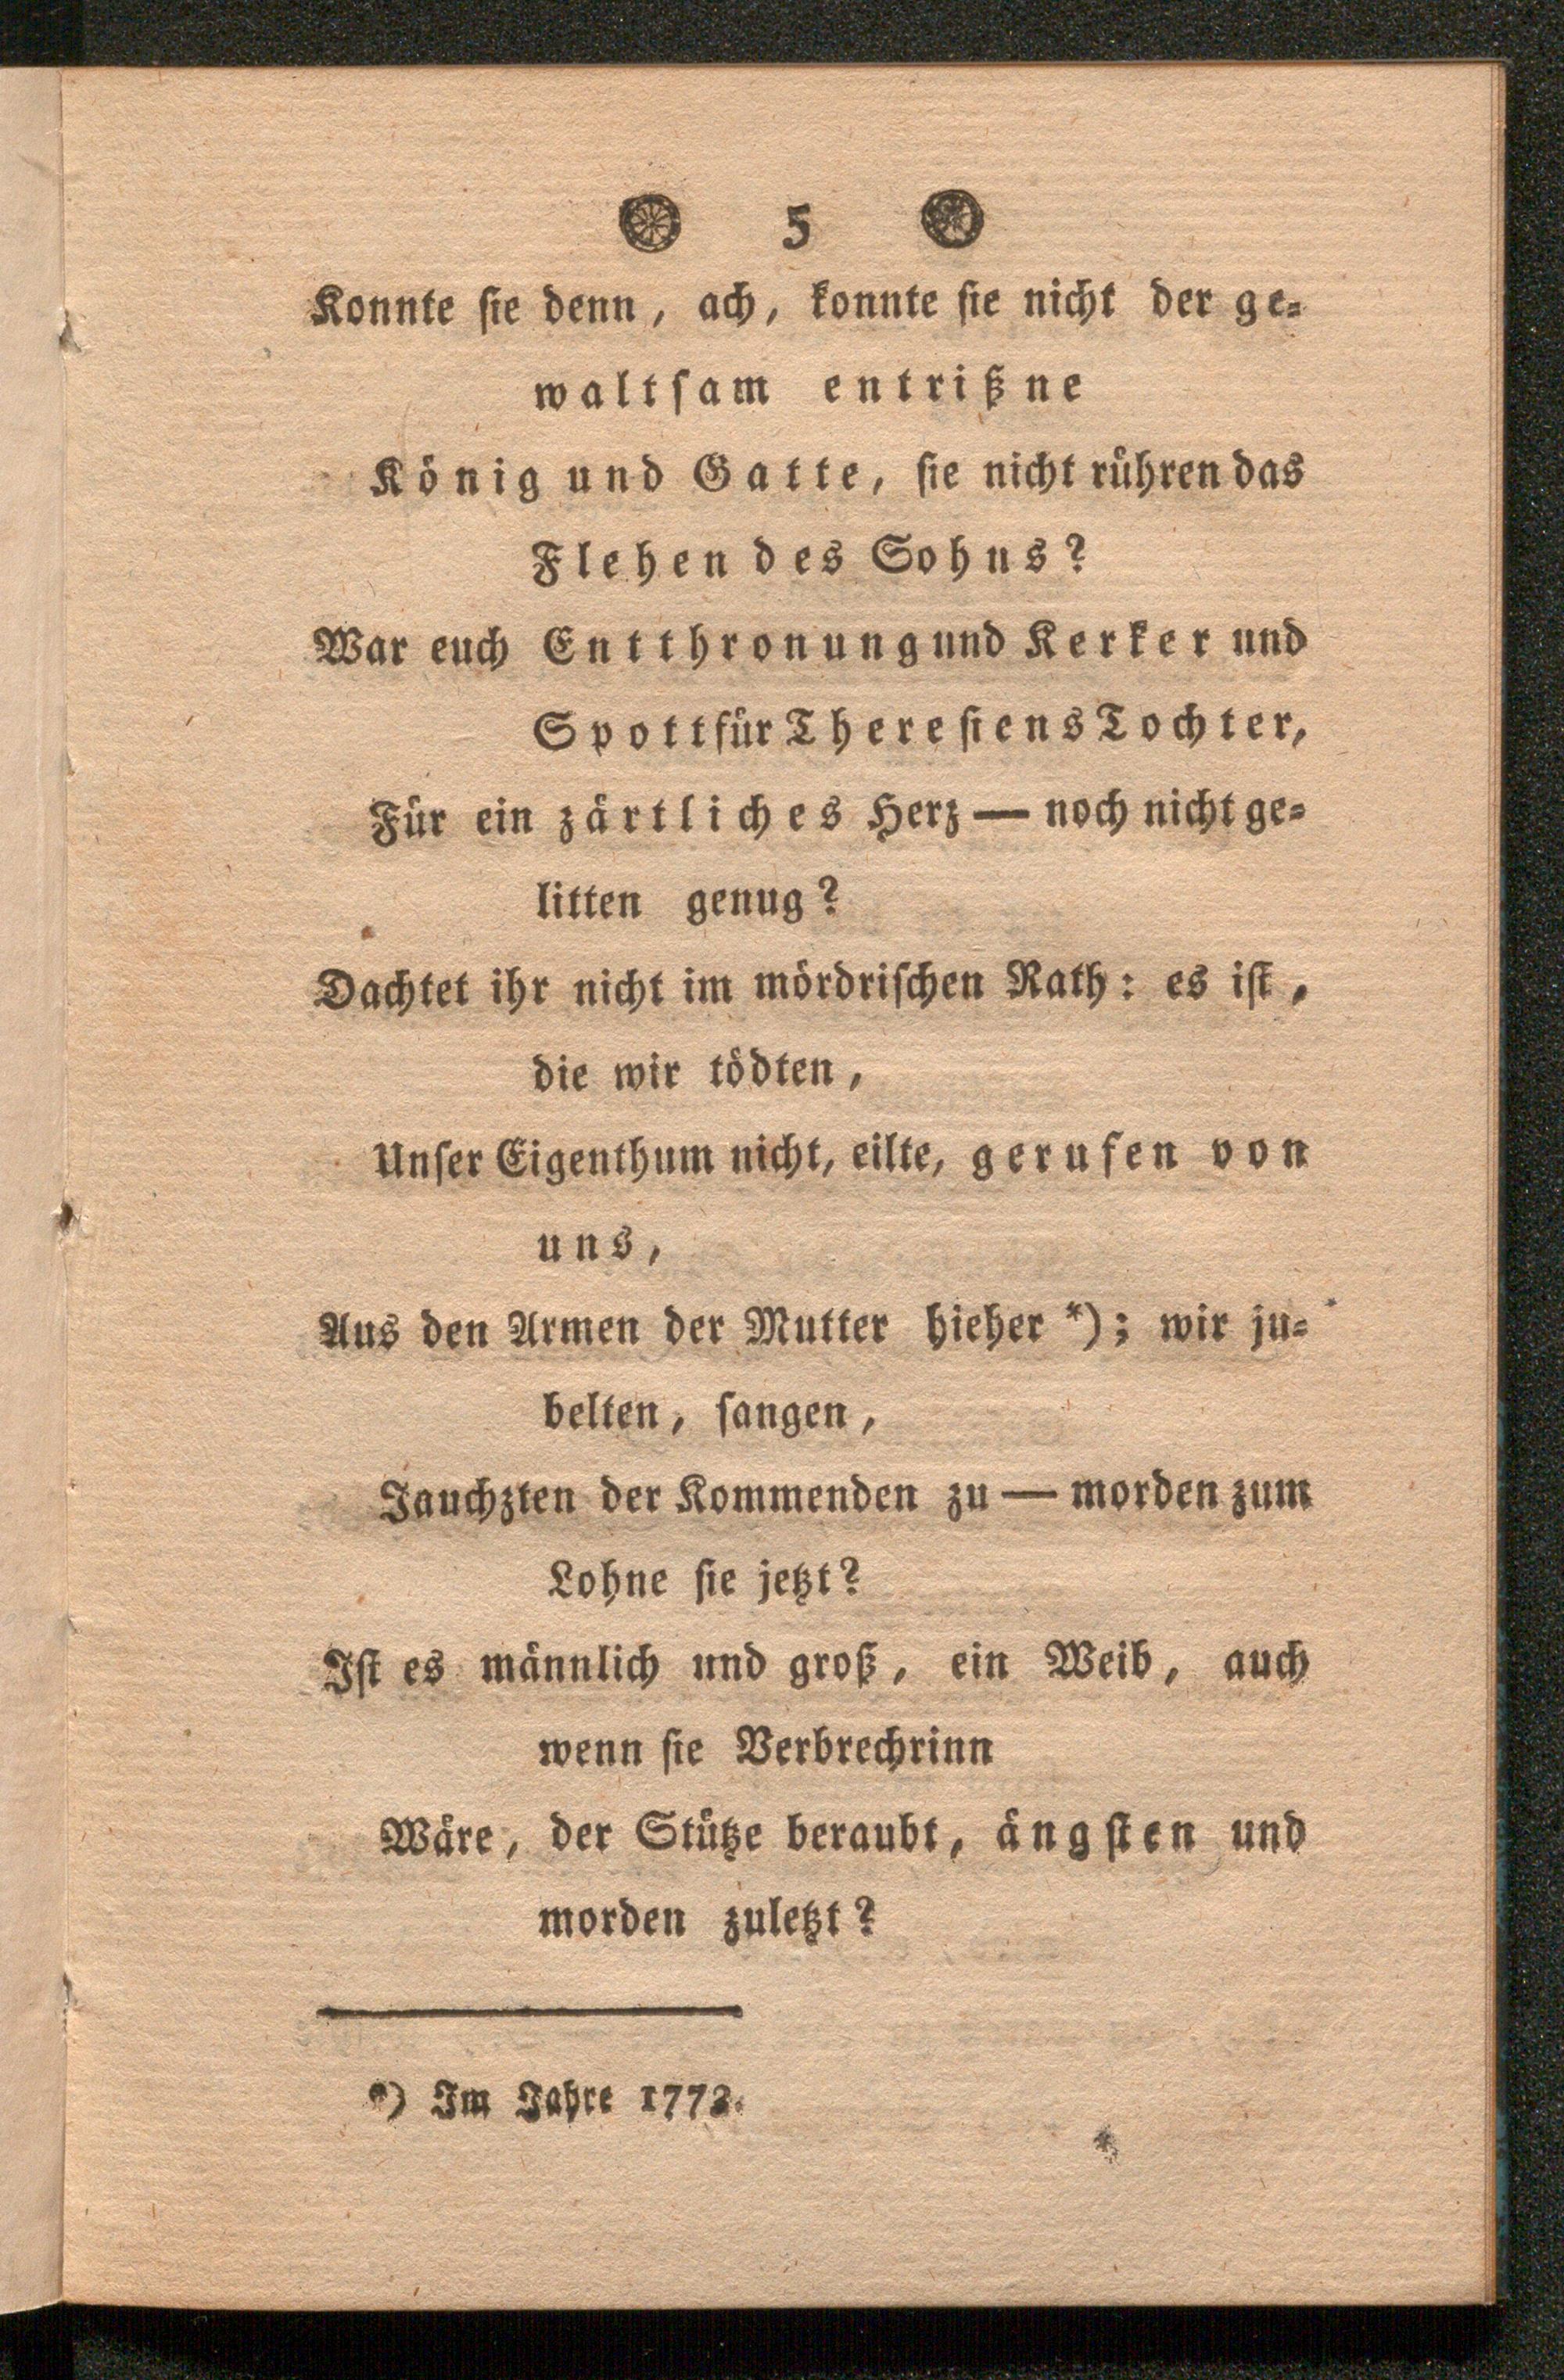 5
Konnte ſie denn, ach, konnte ſie nicht der ge⸗
waltſam entrißne
König und Gatte, ſie nicht rühren das
Flehen des Sohns?
War euch Entthronung und Kerker und
Spott für Thereſiens Tochter,
Für ein zärtliches Herz — noch nicht ge⸗
litten genug?
Dachtet ihr nicht im mördriſchen Rath: es iſt,
die wir tödten,
Unſer Eigenthum nicht, eilte, gerufen von
uns,
Aus den Armen der Mutter hieher *); wir ju⸗
belten, ſangen,
Jauchzten der Kommenden zu — morden zum
Lohne ſie jetzt?
Iſt es männlich und groß, ein Weib, auch
wenn ſie Verbrechrinn
Wäre, der Stütze beraubt, ängſten und
morden zuletzt?
*) Im Jahre 1773.